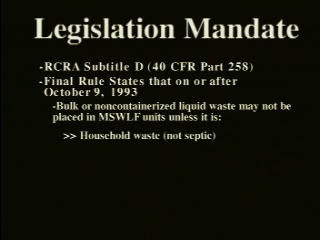 Legislation Mandate
-RCRA Subtitle D (40 CFR Part 258)
-Final Rule States that on or after
October 9, 1993
-Bulk or noncontainerized liquid waste may not be
placed in MSWLF units unless it is:
>> Household waste (not septic)